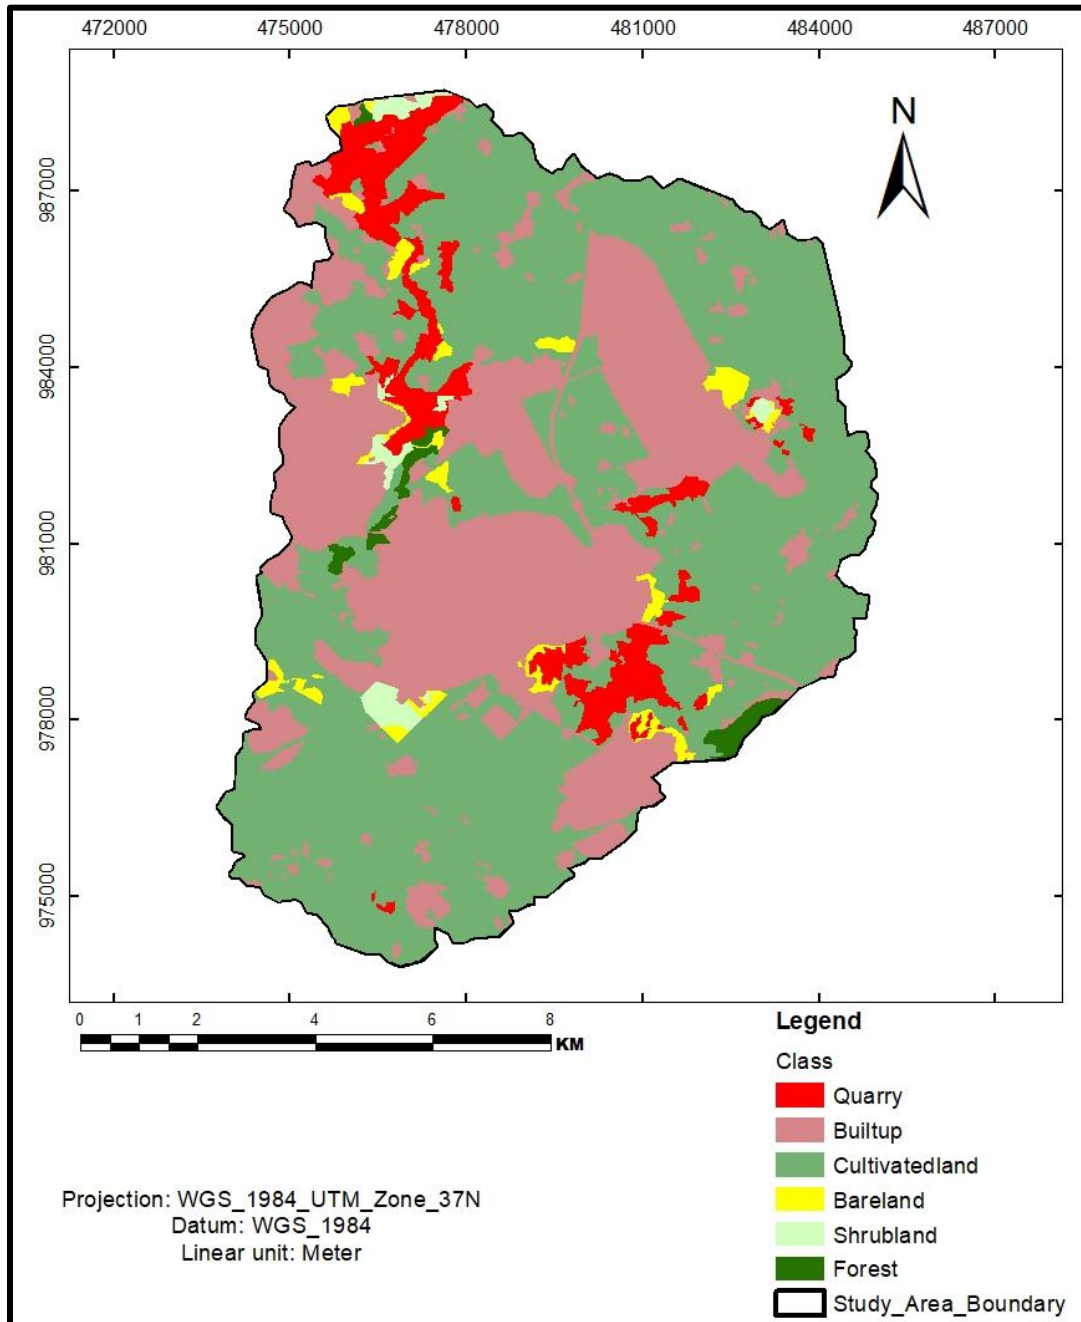 472000 475000 478000 481000 484000 487000
N
987000
984000
981000
978000
975000
0 1 2 4 6 8
KM
Legend
Class
Quarry
Builtup
Cultivatedland
Bareland
Shrubland
Forest
Study_Area_Boundary
Projection: WGS_1984_UTM_Zone_37N
Datum: WGS_1984
Linear unit: Meter